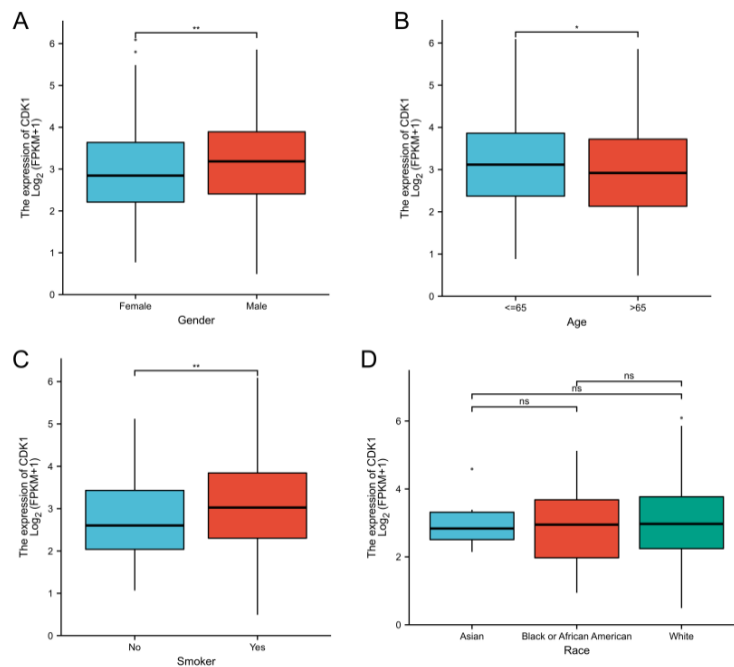 A
The expression of CDK1
Log2 (FPKM+1)
6
5
4
3
2
1
0
**
Female
Male
Gender
B
The expression of CDK1
Log2 (FPKM+1)
6
5
4
3
2
1
0
*
<=65
>65
Age
C
The expression of CDK1
Log2 (FPKM+1)
6
5
4
3
2
1
0
**
No
Yes
Smoker
D
The expression of CDK1
Log2 (FPKM+1)
6
4
2
0
ns
ns
ns
Asian
Black or African American
White
Race